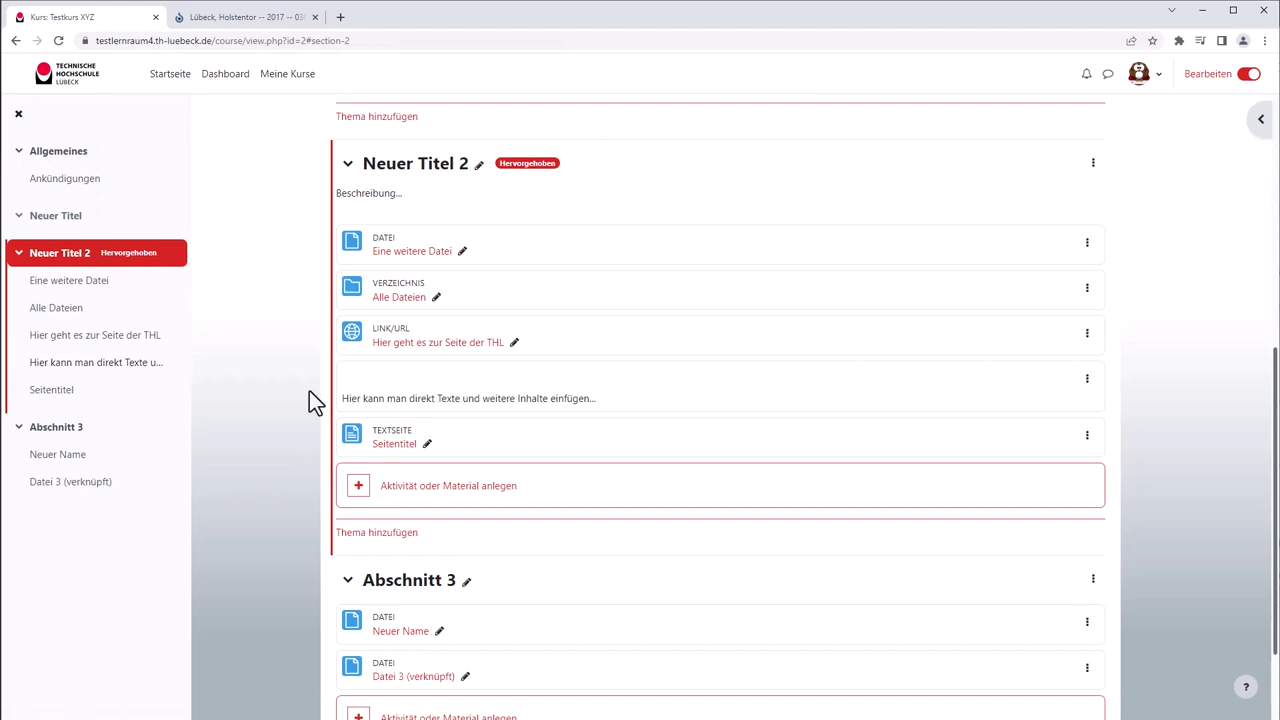 Kurs: Testkurs XYZ
Lübeck, Holstentor -- 2017 -- 03
testlernraum4.th-luebeck.de/course/view.php?id=2#section-2
TECHNISCHE
HOCHSCHULE
LÜBECK
Startseite Dashboard Meine Kurse
Bearbeiten
Allgemeines
Ankündigungen
Neuer Titel
Neuer Titel 2 Hervorgehoben
Eine weitere Datei
Alle Dateien
Hier geht es zur Seite der THL
Hier kann man direkt Texte u...
Seitentitel
Abschnitt 3
Neuer Name
Datei 3 (verknüpft)
Thema hinzufügen
Neuer Titel 2 Hervorgehoben
Beschreibung...
DATEI
Eine weitere Datei
VERZEICHNIS
Alle Dateien
LINK/URL
Hier geht es zur Seite der THL
Hier kann man direkt Texte und weitere Inhalte einfügen...
TEXTSEITE
Seitentitel
Aktivität oder Material anlegen
Thema hinzufügen
Abschnitt 3
DATEI
Neuer Name
DATEI
Datei 3 (verknüpft)
Aktivität oder Material anlegen
?